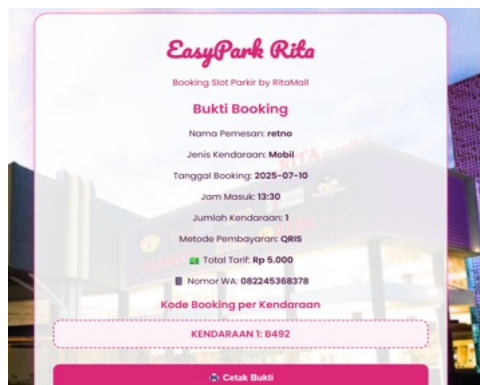 EasyPark Rita
Booking Slot Parkir by RitaMall
Bukti Booking
Nama Pemesan: retno
Jenis Kendaraan: Mobil
Tanggal Booking: 2025-07-10
Jam Masuk: 13:30
Jumlah Kendaraan: 1
Metode Pembayaran: QRIS
Total Tarif: Rp 5.000
Nomor WA: 082245368378
Kode Booking per Kendaraan
KENDARAAN 1: B492
Cetak Bukti